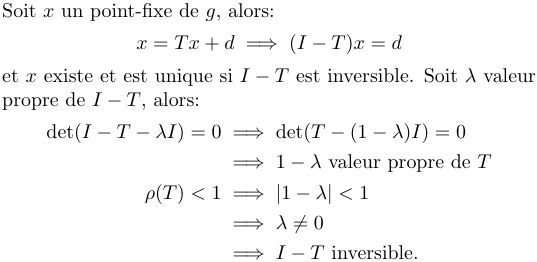 Soit x un point-fixe de g, alors:
x = Tx + d ⟹ (I − T)x = d
et x existe et est unique si I − T est inversible. Soit λ valeur
propre de I − T, alors:
det(I − T − λI) = 0 ⟹ det(T − (1 − λ)I) = 0
⟹ 1 − λ valeur propre de T
ρ(T) < 1 ⟹ |1 − λ| < 1
⟹ λ ≠ 0
⟹ I − T inversible.